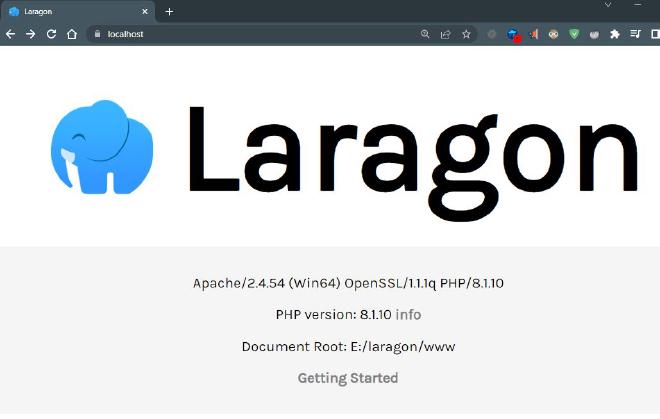 Laragon
localhost
Laragon
Apache/2.4.54 (Win64) OpenSSL/1.1.1q PHP/8.1.10
PHP version: 8.1.10 info
Document Root: E:/laragon/www
Getting Started